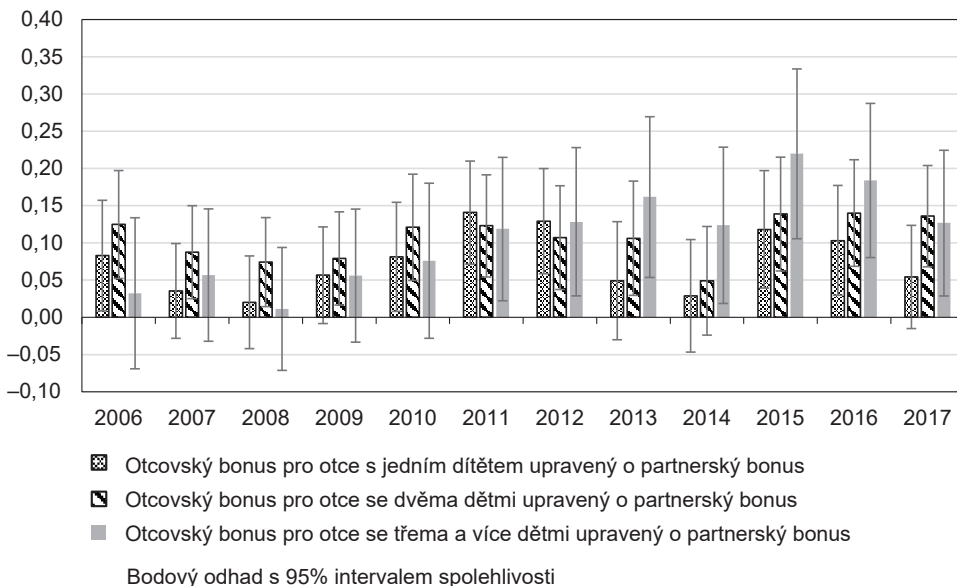 0,40
0,35
0,30
0,25
0,20
0,15
0,10
0,05
0,00
–0,05
–0,10
2006 2007 2008 2009 2010 2011 2012 2013 2014 2015 2016 2017
Otcovský bonus pro otce s jedním dítětem upravený o partnerský bonus
Otcovský bonus pro otce se dvěma dětmi upravený o partnerský bonus
Otcovský bonus pro otce se třema a více dětmi upravený o partnerský bonus
Bodový odhad s 95% intervalem spolehlivosti